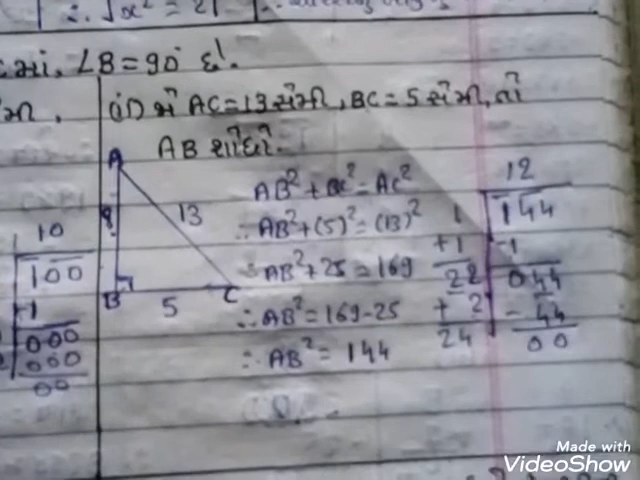 ∴ √x² = 21
માં, ∠B = 90° છે.
(ii) જો AC = 13 સેમી, BC = 5 સેમી, તો
AB શોધો.
A
?
13
B 5 C
AB² + BC² = AC²
∴ AB² + (5)² = (13)²
∴ AB² + 25 = 169
∴ AB² = 169 - 25
∴ AB² = 144
12
1 144
+1 -1
22 044
+ 2 - 44
24 00
10
100
-1
000
000
00
Made with
VideoShow